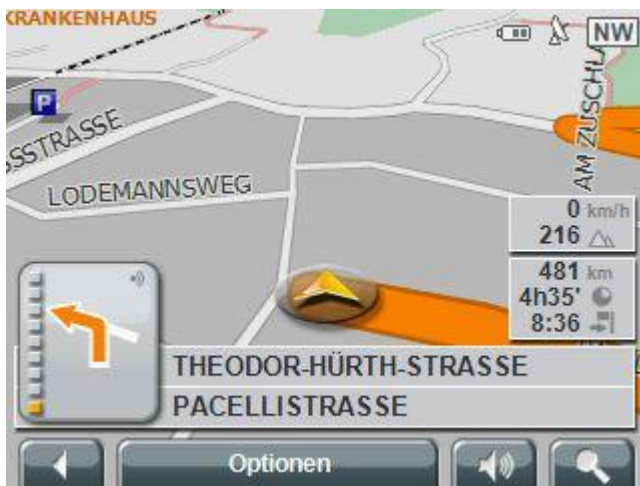 KRANKENHAUS
NW
P
SSTRASSE
AM ZUSCHLA
LODEMANNSWEG
0 km/h
216
481 km
4h35'
8:36
THEODOR-HÜRTH-STRASSE
PACELLISTRASSE
Optionen